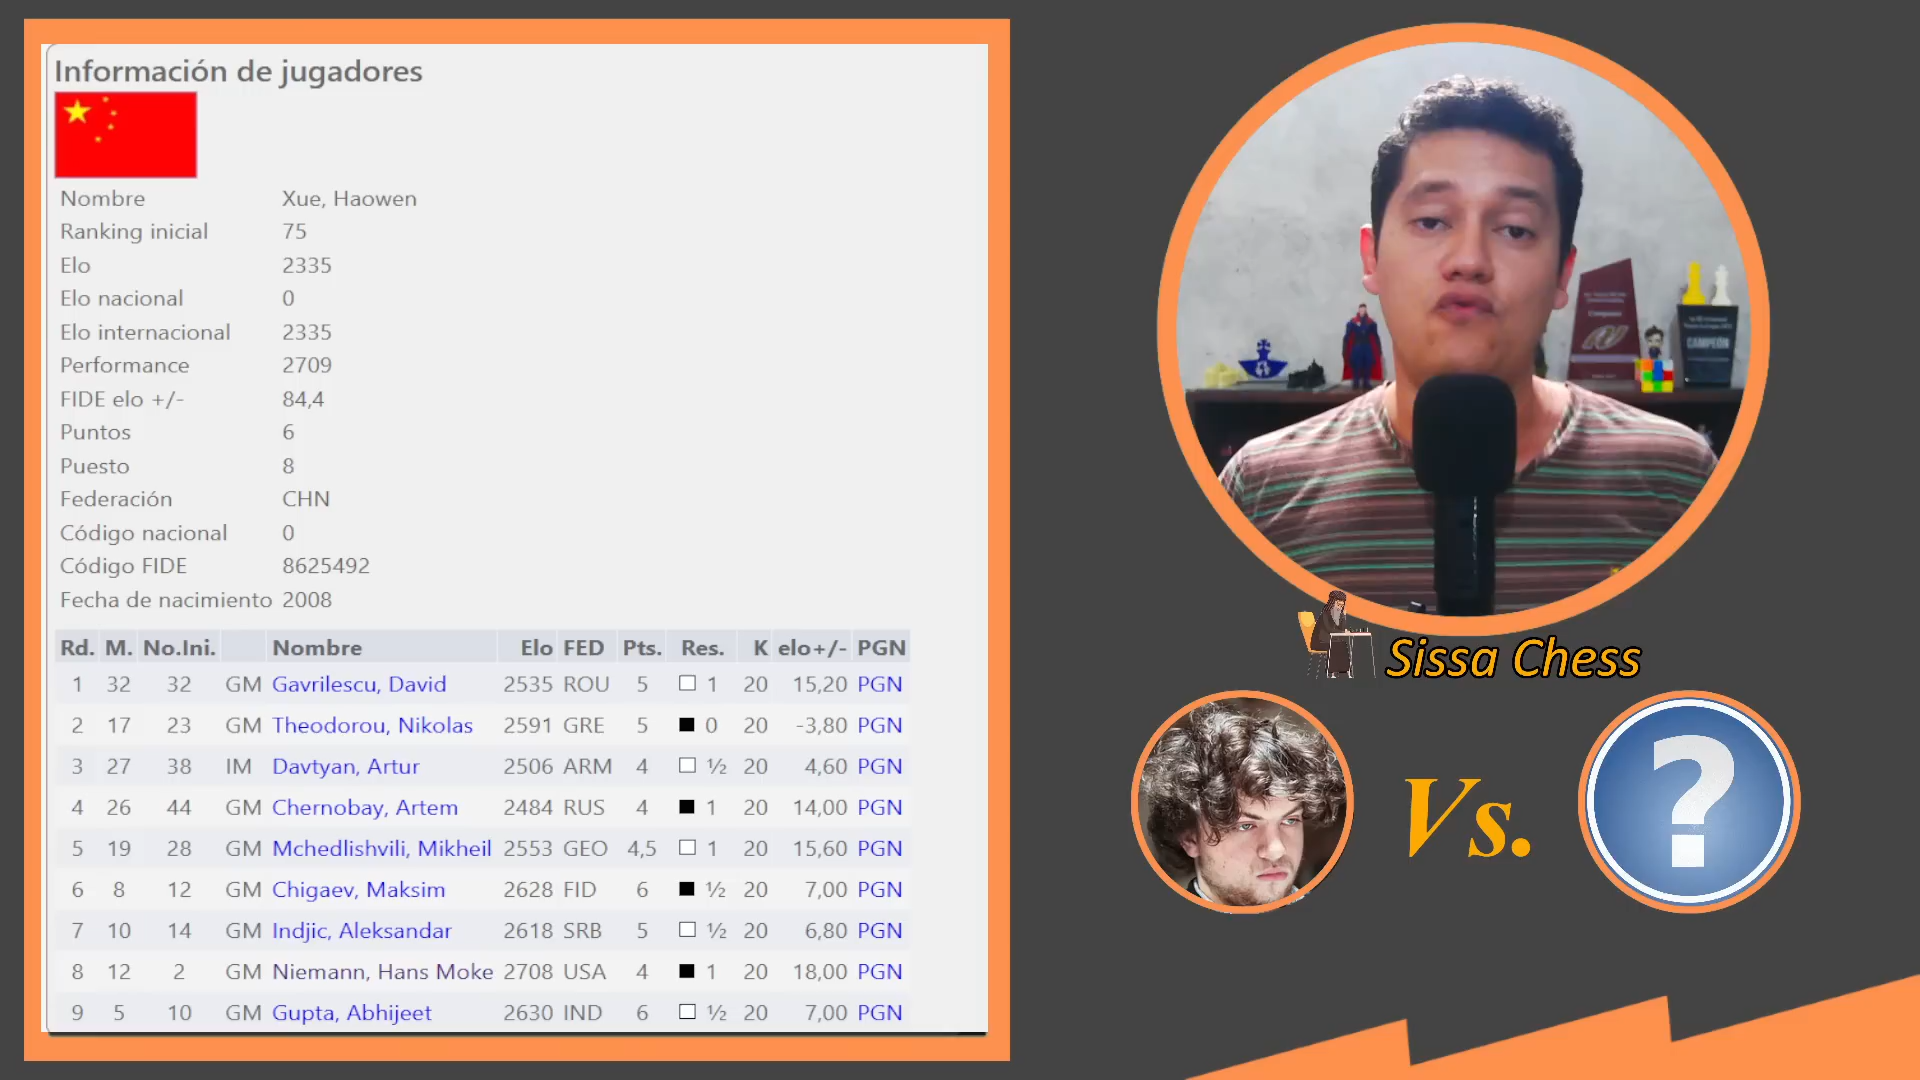 Información de jugadores
Nombre Xue, Haowen
Ranking inicial 75
Elo 2335
Elo nacional 0
Elo internacional 2335
Performance 2709
FIDE elo +/- 84,4
Puntos 6
Puesto 8
Federación CHN
Código nacional 0
Código FIDE 8625492
Fecha de nacimiento 2008
Rd. M. No.Ini. Nombre Elo FED Pts. Res. K elo+/- PGN
1 32 32 GM Gavrilescu, David 2535 ROU 5 1 20 15,20 PGN
2 17 23 GM Theodorou, Nikolas 2591 GRE 5 0 20 -3,80 PGN
3 27 38 IM Davtyan, Artur 2506 ARM 4 ½ 20 4,60 PGN
4 26 44 GM Chernobay, Artem 2484 RUS 4 1 20 14,00 PGN
5 19 28 GM Mchedlishvili, Mikheil 2553 GEO 4,5 1 20 15,60 PGN
6 8 12 GM Chigaev, Maksim 2628 FID 6 ½ 20 7,00 PGN
7 10 14 GM Indjic, Aleksandar 2618 SRB 5 ½ 20 6,80 PGN
8 12 2 GM Niemann, Hans Moke 2708 USA 4 1 20 18,00 PGN
9 5 10 GM Gupta, Abhijeet 2630 IND 6 ½ 20 7,00 PGN
CAMPEÓN
Sissa Chess
Vs.
?